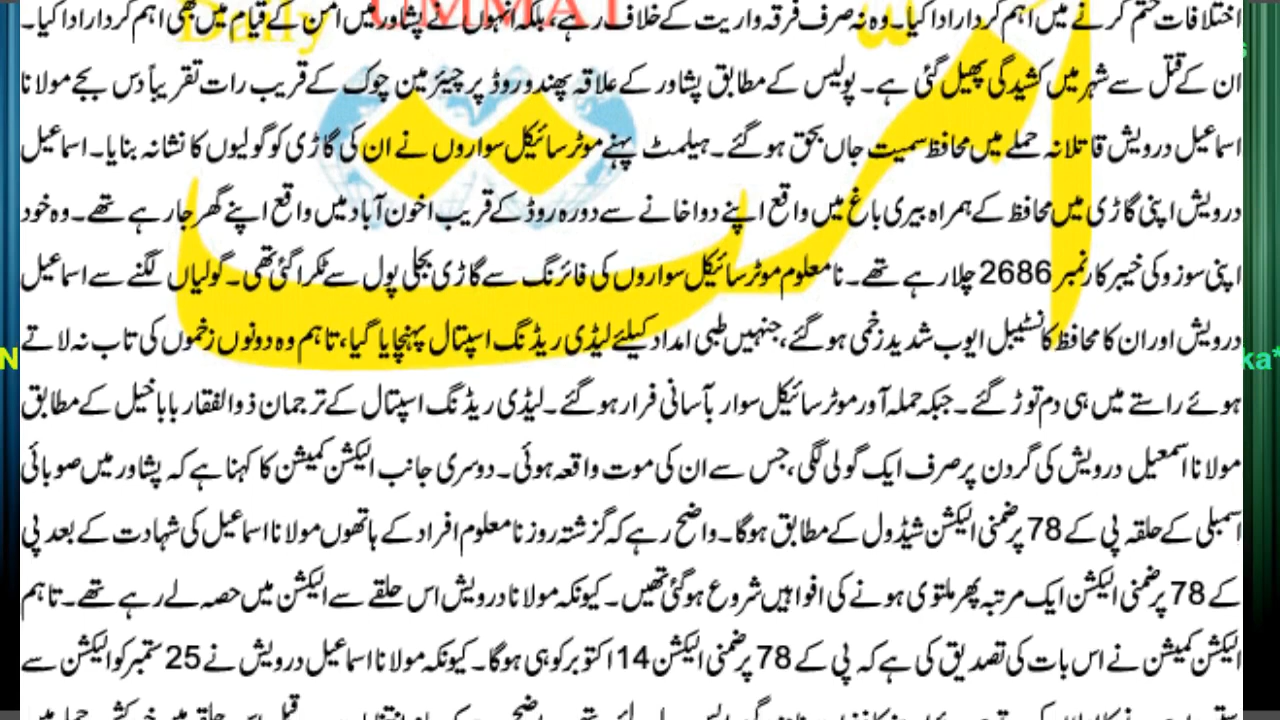 UMMAT
Daily
اختلافات ختم کرنے میں اہم کردار ادا کیا۔ وہ نہ صرف فرقہ واریت کے خلاف رہے، بلکہ انہوں نے پشاور میں امن کے قیام میں بھی اہم کردار ادا کیا۔
ان کے قتل سے شہر میں کشیدگی پھیل گئی ہے۔ پولیس کے مطابق پشاور کے علاقہ پھندو روڈ پر چیئرمین چوک کے قریب رات تقریباً دس بجے مولانا
اسماعیل درویش قاتلانہ حملے میں محافظ سمیت جاں بحق ہو گئے۔ ہیلمٹ پہنے موٹر سائیکل سواروں نے ان کی گاڑی کو گولیوں کا نشانہ بنایا۔ اسماعیل
درویش اپنی گاڑی میں محافظ کے ہمراہ بیری باغ میں واقع اپنے دواخانے سے دورہ روڈ کے قریب اخون آباد میں واقع اپنے گھر جا رہے تھے۔ وہ خود
اپنی سوزوکی خیبر کار نمبر 2686 چلا رہے تھے۔ نامعلوم موٹر سائیکل سواروں کی فائرنگ سے گاڑی بجلی پول سے ٹکرا گئی تھی۔ گولیاں لگنے سے اسماعیل
درویش اور ان کا محافظ کانسٹیبل ایوب شدید زخمی ہو گئے، جنہیں طبی امداد کیلئے لیڈی ریڈنگ اسپتال پہنچایا گیا، تاہم وہ دونوں زخموں کی تاب نہ لاتے
ہوئے راستے میں ہی دم توڑ گئے۔ جبکہ حملہ آور موٹر سائیکل سوار بآسانی فرار ہو گئے۔ لیڈی ریڈنگ اسپتال کے ترجمان ذوالفقار بابا خیل کے مطابق
مولانا اسمعیل درویش کی گردن پر صرف ایک گولی لگی، جس سے ان کی موت واقعہ ہوئی۔ دوسری جانب الیکشن کمیشن کا کہنا ہے کہ پشاور میں صوبائی
اسمبلی کے حلقہ پی کے 78 پر ضمنی الیکشن شیڈول کے مطابق ہوگا۔ واضح رہے کہ گزشتہ روز نامعلوم افراد کے ہاتھوں مولانا اسماعیل کی شہادت کے بعد پی
کے 78 پر ضمنی الیکشن ایک مرتبہ پھر ملتوی ہونے کی افواہیں شروع ہو گئی تھیں۔ کیونکہ مولانا درویش اس حلقے سے الیکشن میں حصہ لے رہے تھے۔ تاہم
الیکشن کمیشن نے اس بات کی تصدیق کی ہے کہ پی کے 78 پر ضمنی الیکشن 14 اکتوبر کو ہی ہوگا۔ کیونکہ مولانا اسماعیل درویش نے 25 ستمبر کو الیکشن سے